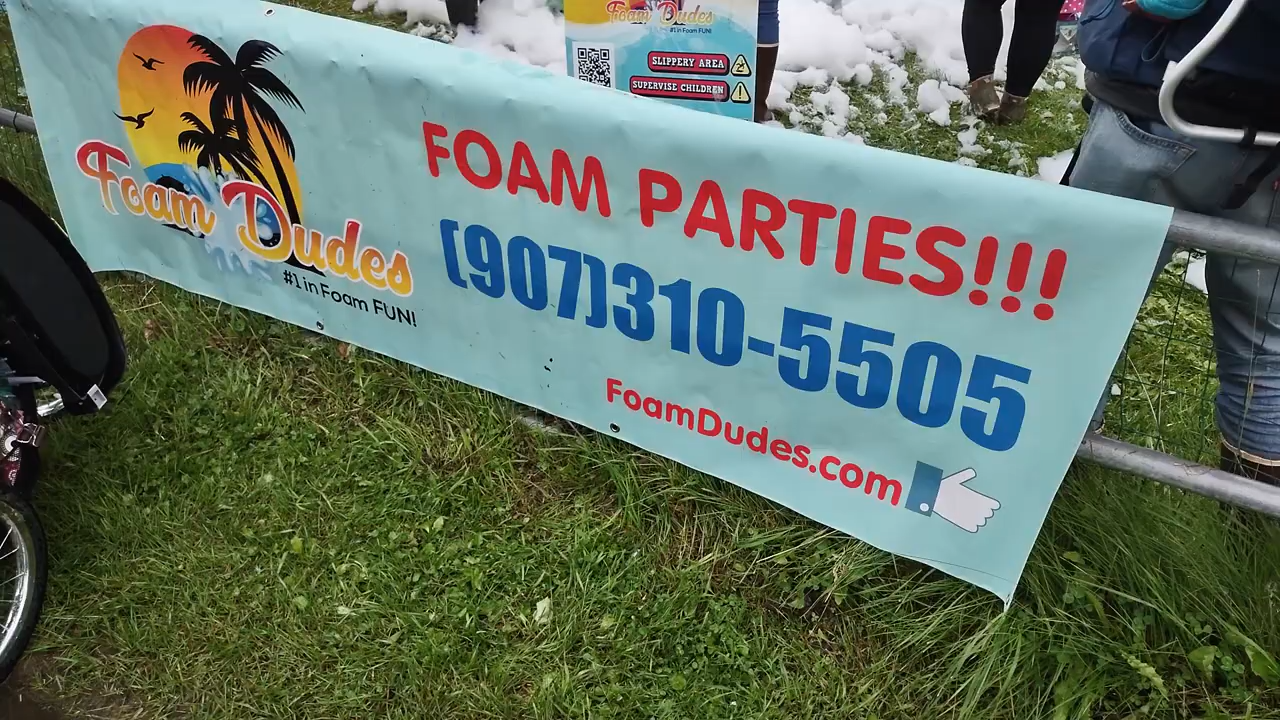 Foam Dudes
#1 in Foam FUN!
SLIPPERY AREA
SUPERVISE CHILDREN
Foam Dudes
#1 in Foam FUN!
FOAM PARTIES!!!
(907)310-5505
FoamDudes.com